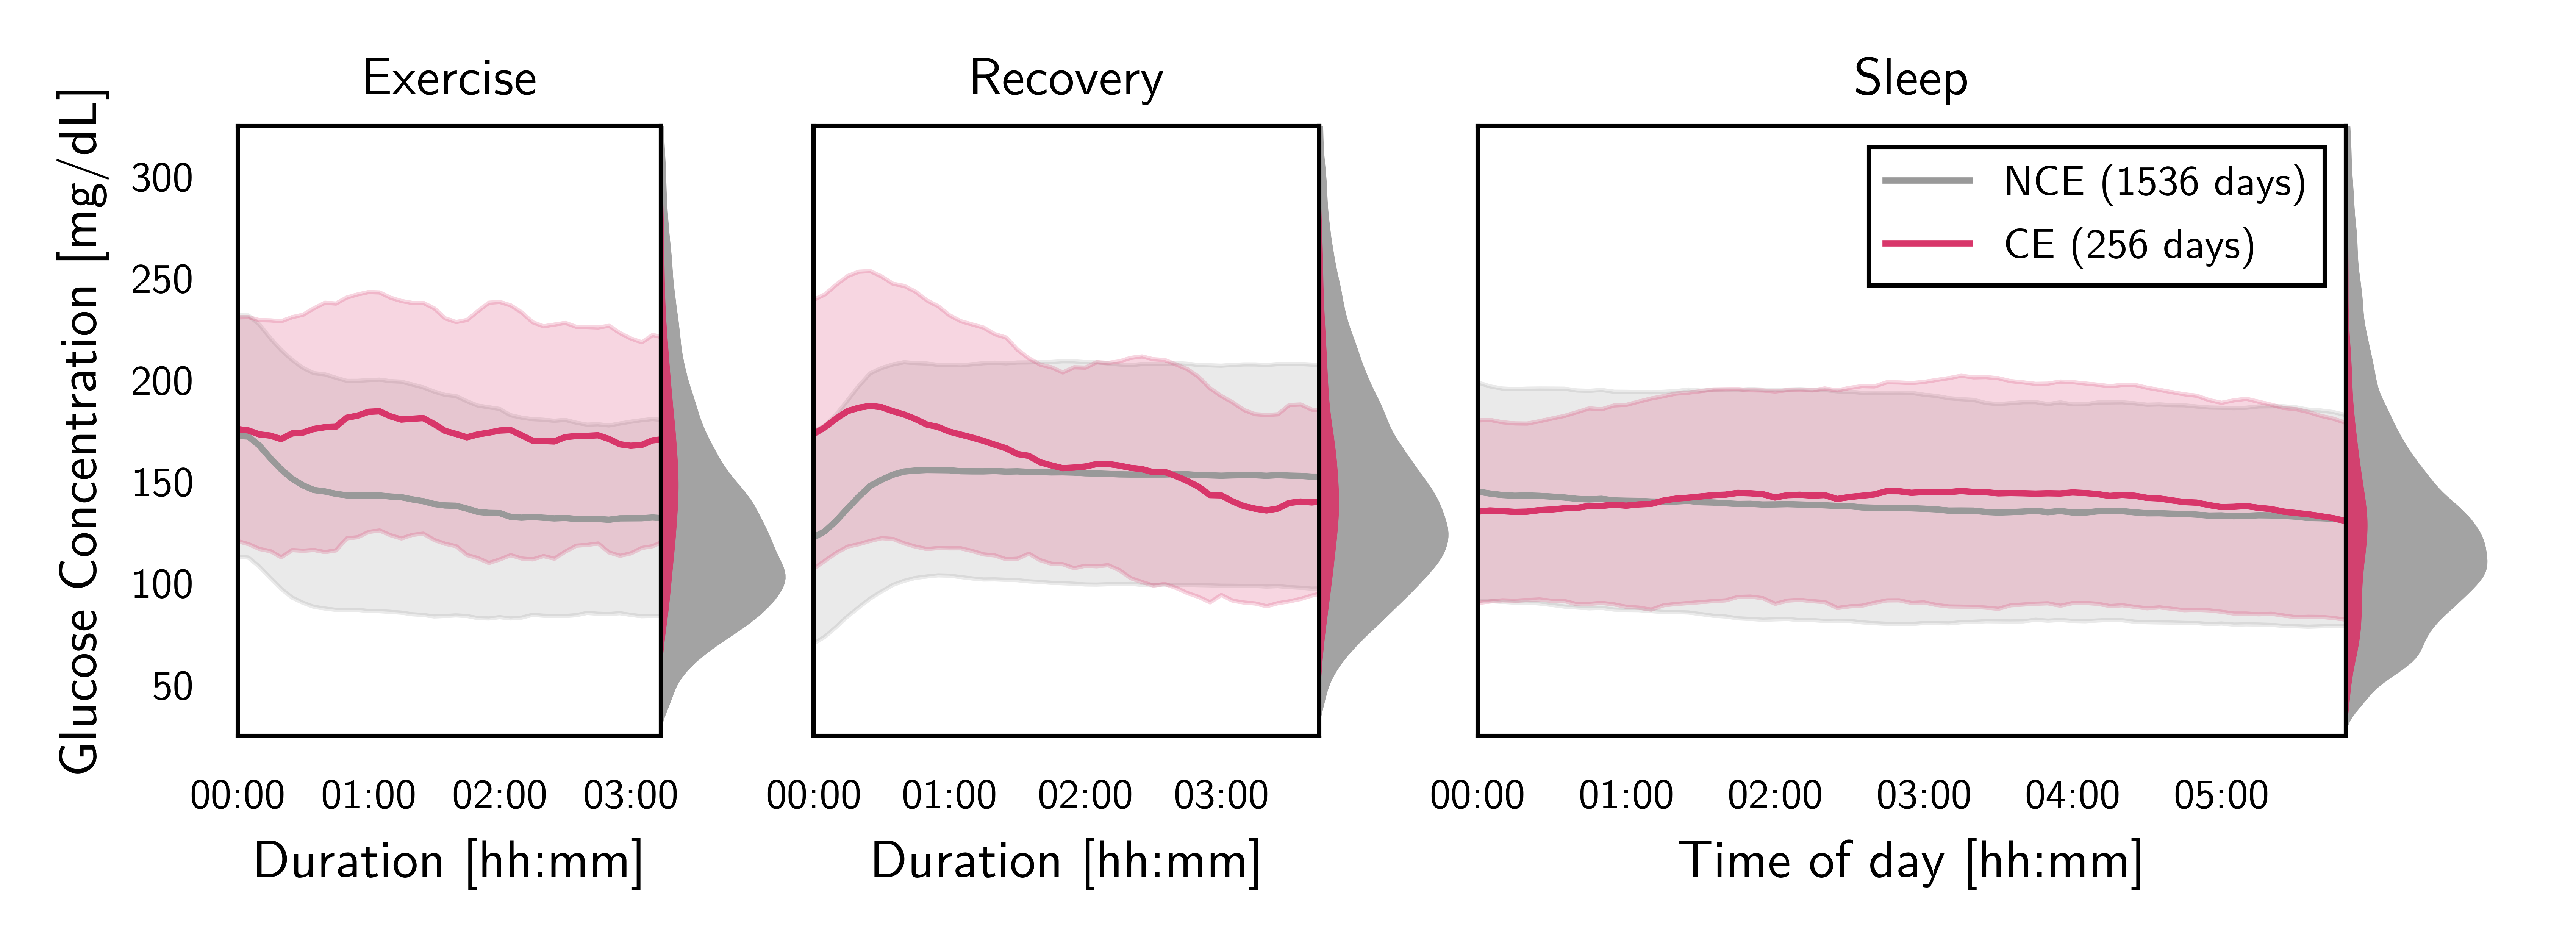 Exercise
Recovery
Sleep
Glucose Concentration [mg/dL]
300
250
200
150
100
50
NCE (1536 days)
CE (256 days)
00:00 01:00 02:00 03:00
00:00 01:00 02:00 03:00
00:00 01:00 02:00 03:00 04:00 05:00
Duration [hh:mm]
Duration [hh:mm]
Time of day [hh:mm]